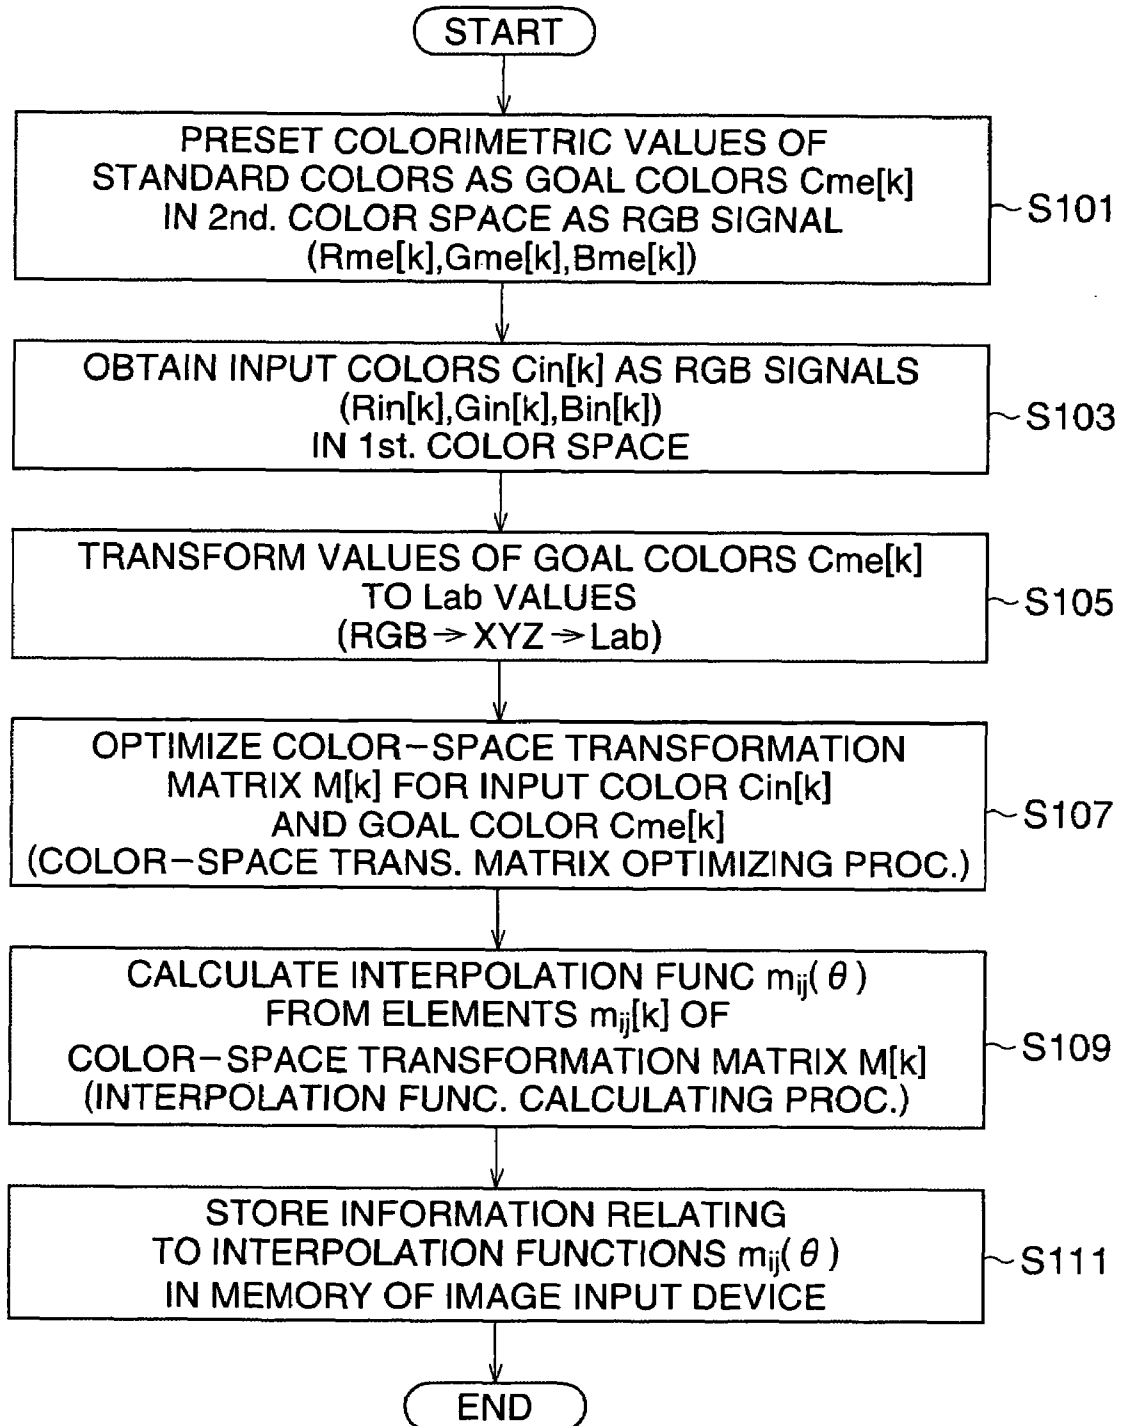 START
PRESET COLORIMETRIC VALUES OF
STANDARD COLORS AS GOAL COLORS Cme[k]
IN 2nd. COLOR SPACE AS RGB SIGNAL
(Rme[k],Gme[k],Bme[k])
S101
OBTAIN INPUT COLORS Cin[k] AS RGB SIGNALS
(Rin[k],Gin[k],Bin[k])
IN 1st. COLOR SPACE
S103
TRANSFORM VALUES OF GOAL COLORS Cme[k]
TO Lab VALUES
(RGB→XYZ→Lab)
S105
OPTIMIZE COLOR-SPACE TRANSFORMATION
MATRIX M[k] FOR INPUT COLOR Cin[k]
AND GOAL COLOR Cme[k]
(COLOR-SPACE TRANS. MATRIX OPTIMIZING PROC.)
S107
CALCULATE INTERPOLATION FUNC mij(θ)
FROM ELEMENTS mij[k] OF
COLOR-SPACE TRANSFORMATION MATRIX M[k]
(INTERPOLATION FUNC. CALCULATING PROC.)
S109
STORE INFORMATION RELATING
TO INTERPOLATION FUNCTIONS mij(θ)
IN MEMORY OF IMAGE INPUT DEVICE
S111
END